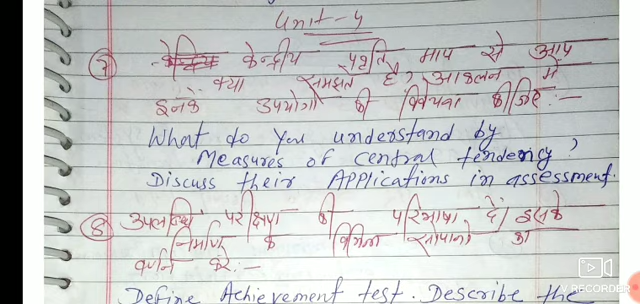 Unit-4
7 केन्द्रीय प्रवृत्ति माप से आप
क्या समझते है? आकलन में
इनके उपयोगों की विवेचना कीजिए:-
What do you understand by
Measures of central tendency?
Discuss their Applications in assessment.
8 उपलब्धि परीक्षण की परिभाषा दें। इसके
निर्माण के विभिन्न सोपानों का
वर्णन करें:-
Define Achievement test. Describe the
V RECORDER